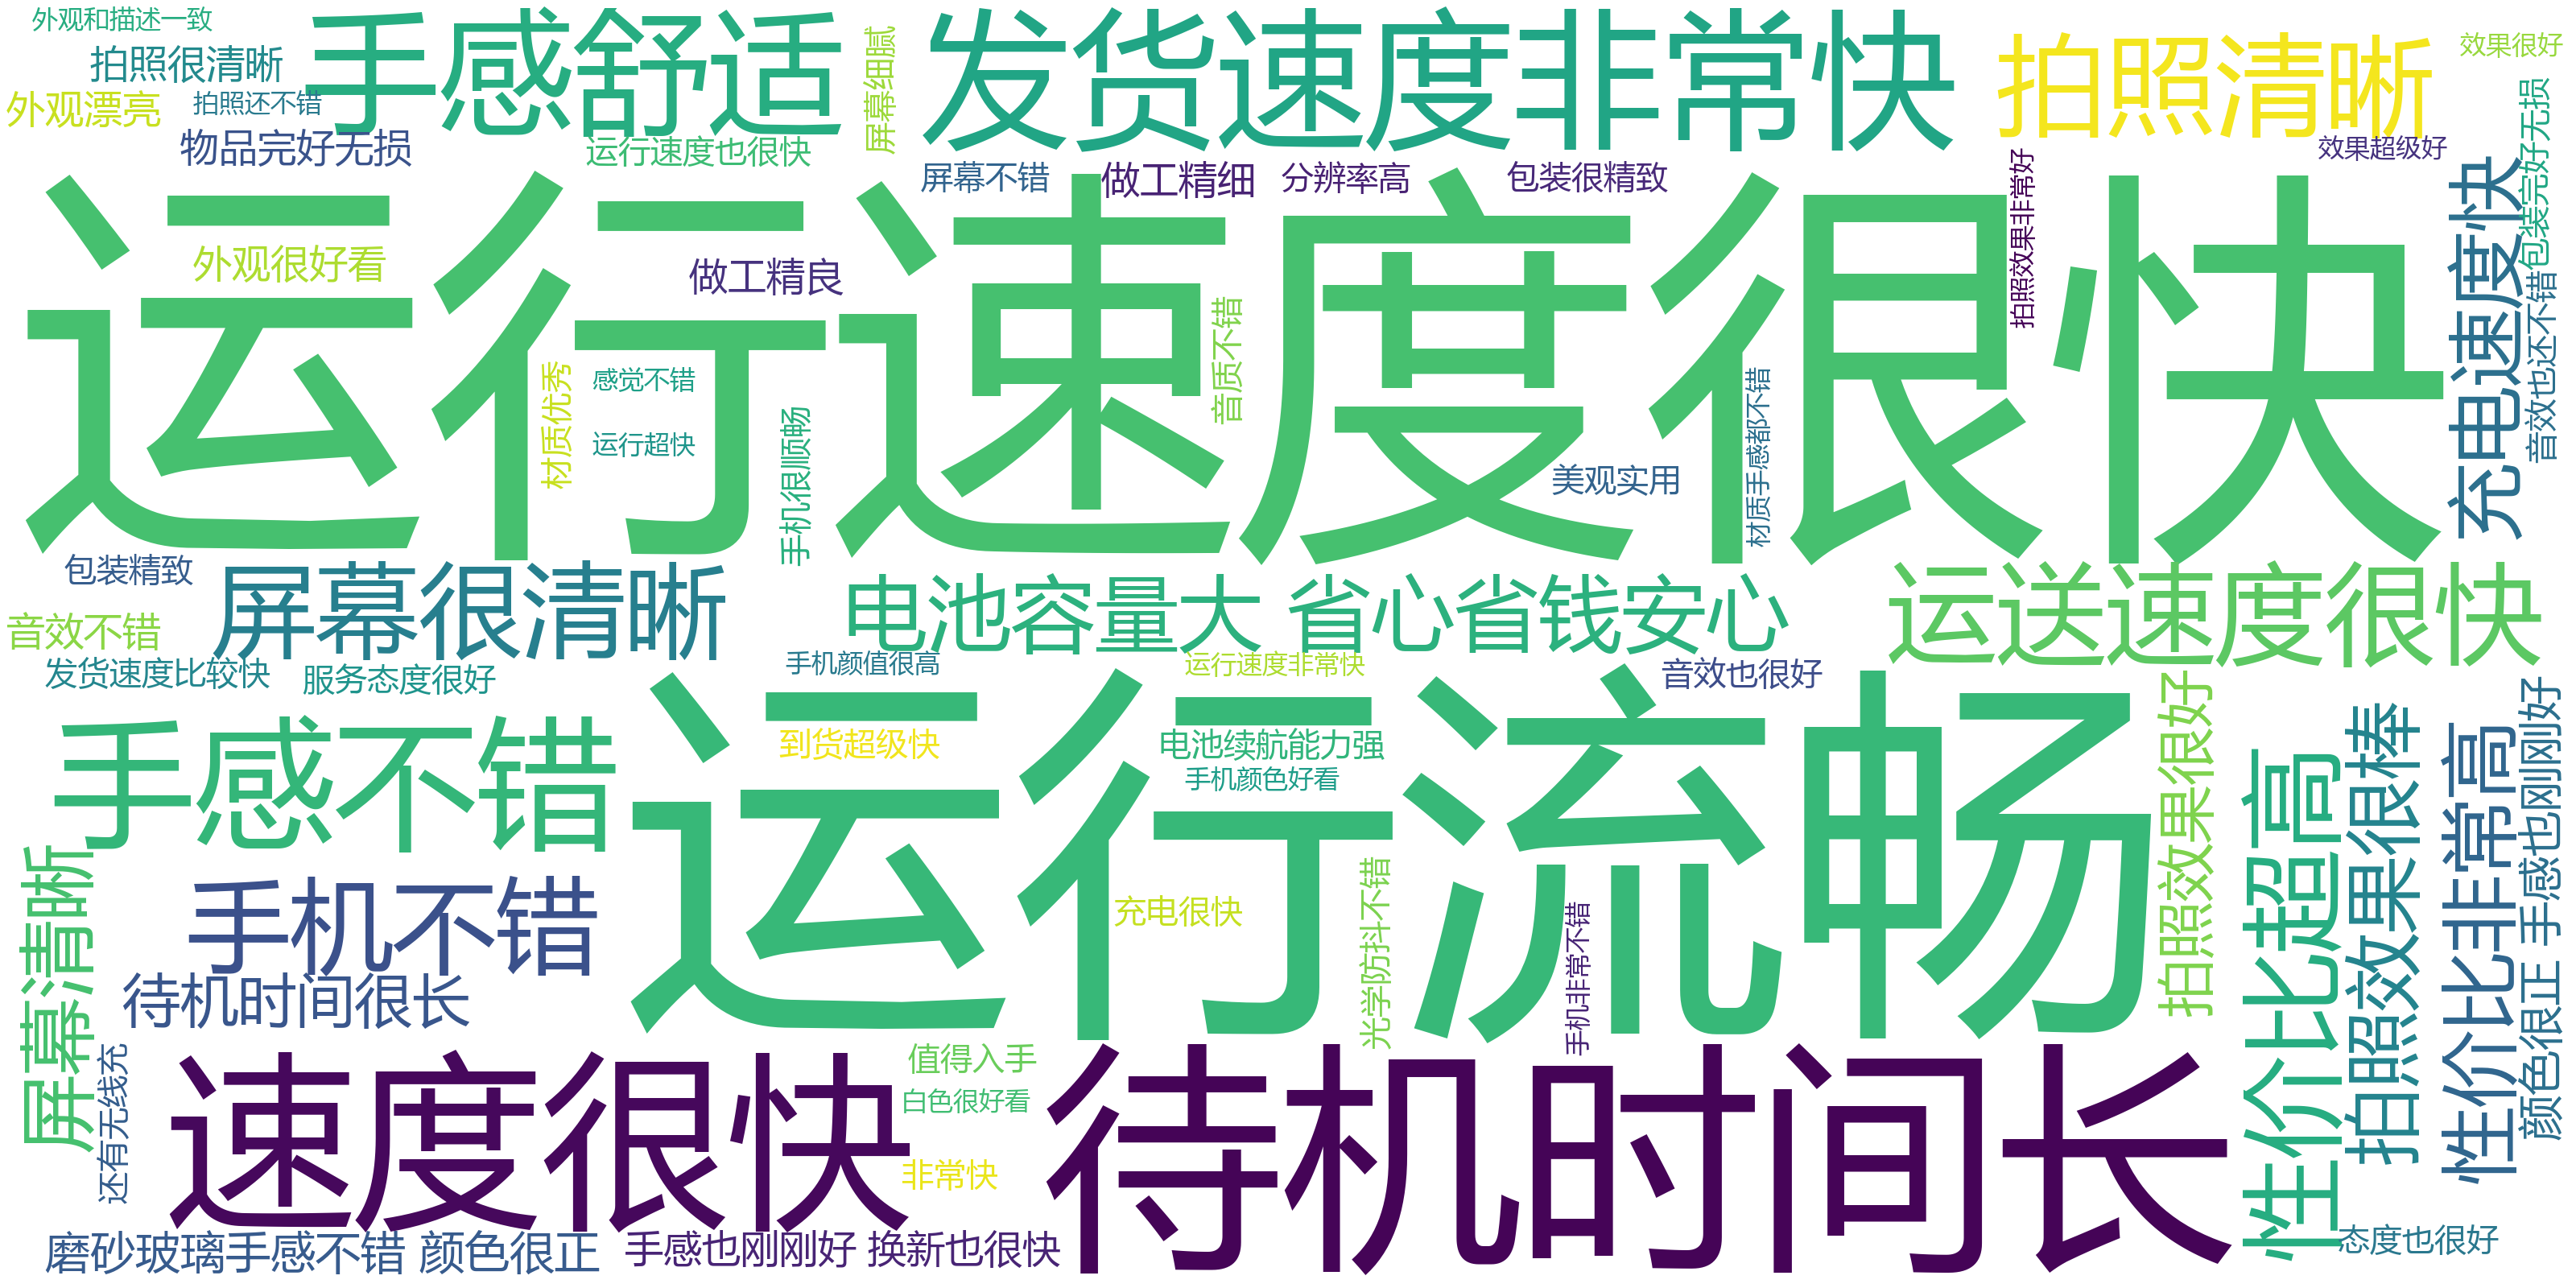 外观和描述一致
手感舒适
发货速度非常快
拍照清晰
效果很好
拍照很清晰
屏幕细腻
外观漂亮
拍照还不错
包装完好无损
物品完好无损
运行速度也很快
效果超级好
屏幕不错
做工精细
分辨率高
包装很精致
拍照效果非常好
充电速度快
运行速度很快
外观很好看
做工精良
音质不错
音效也还不错
材质优秀
感觉不错
材质手感都不错
手机很顺畅
运行超快
美观实用
包装精致
屏幕很清晰
电池容量大 省心省钱安心
运送速度很快
音效不错
发货速度比较快
服务态度很好
手机颜值很高
运行速度非常快
音效也很好
手感不错
运行流畅
拍照效果很好
性价比超高
拍照效果很棒
性价比非常高
颜色很正 手感也刚刚好
到货超级快
电池续航能力强
手机颜色好看
屏幕清晰
手机不错
充电很快
光学防抖不错
手机非常不错
待机时间很长
还有无线充
速度很快
值得入手
白色很好看
待机时间长
非常快
磨砂玻璃手感不错 颜色很正
手感也刚刚好 换新也很快
态度也很好